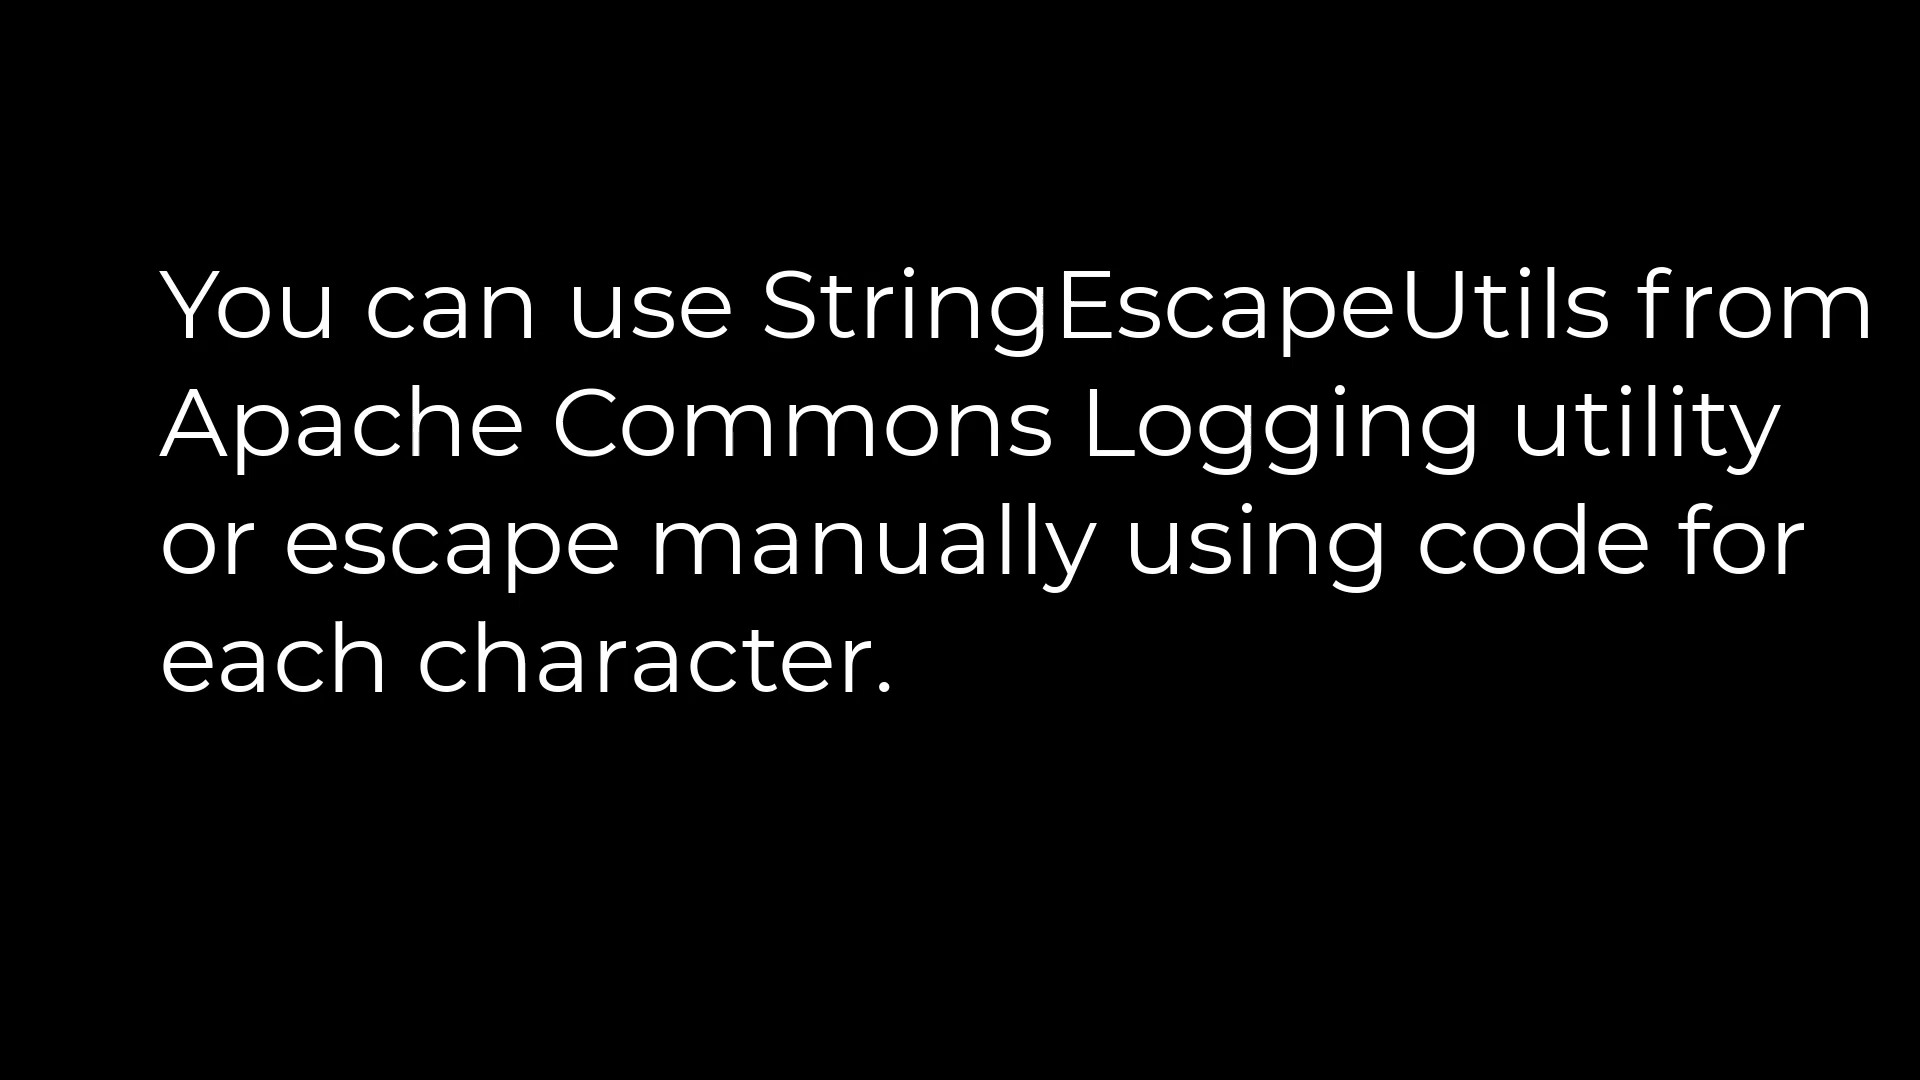 You can use StringEscapeUtils from
Apache Commons Logging utility
or escape manually using code for
each character.